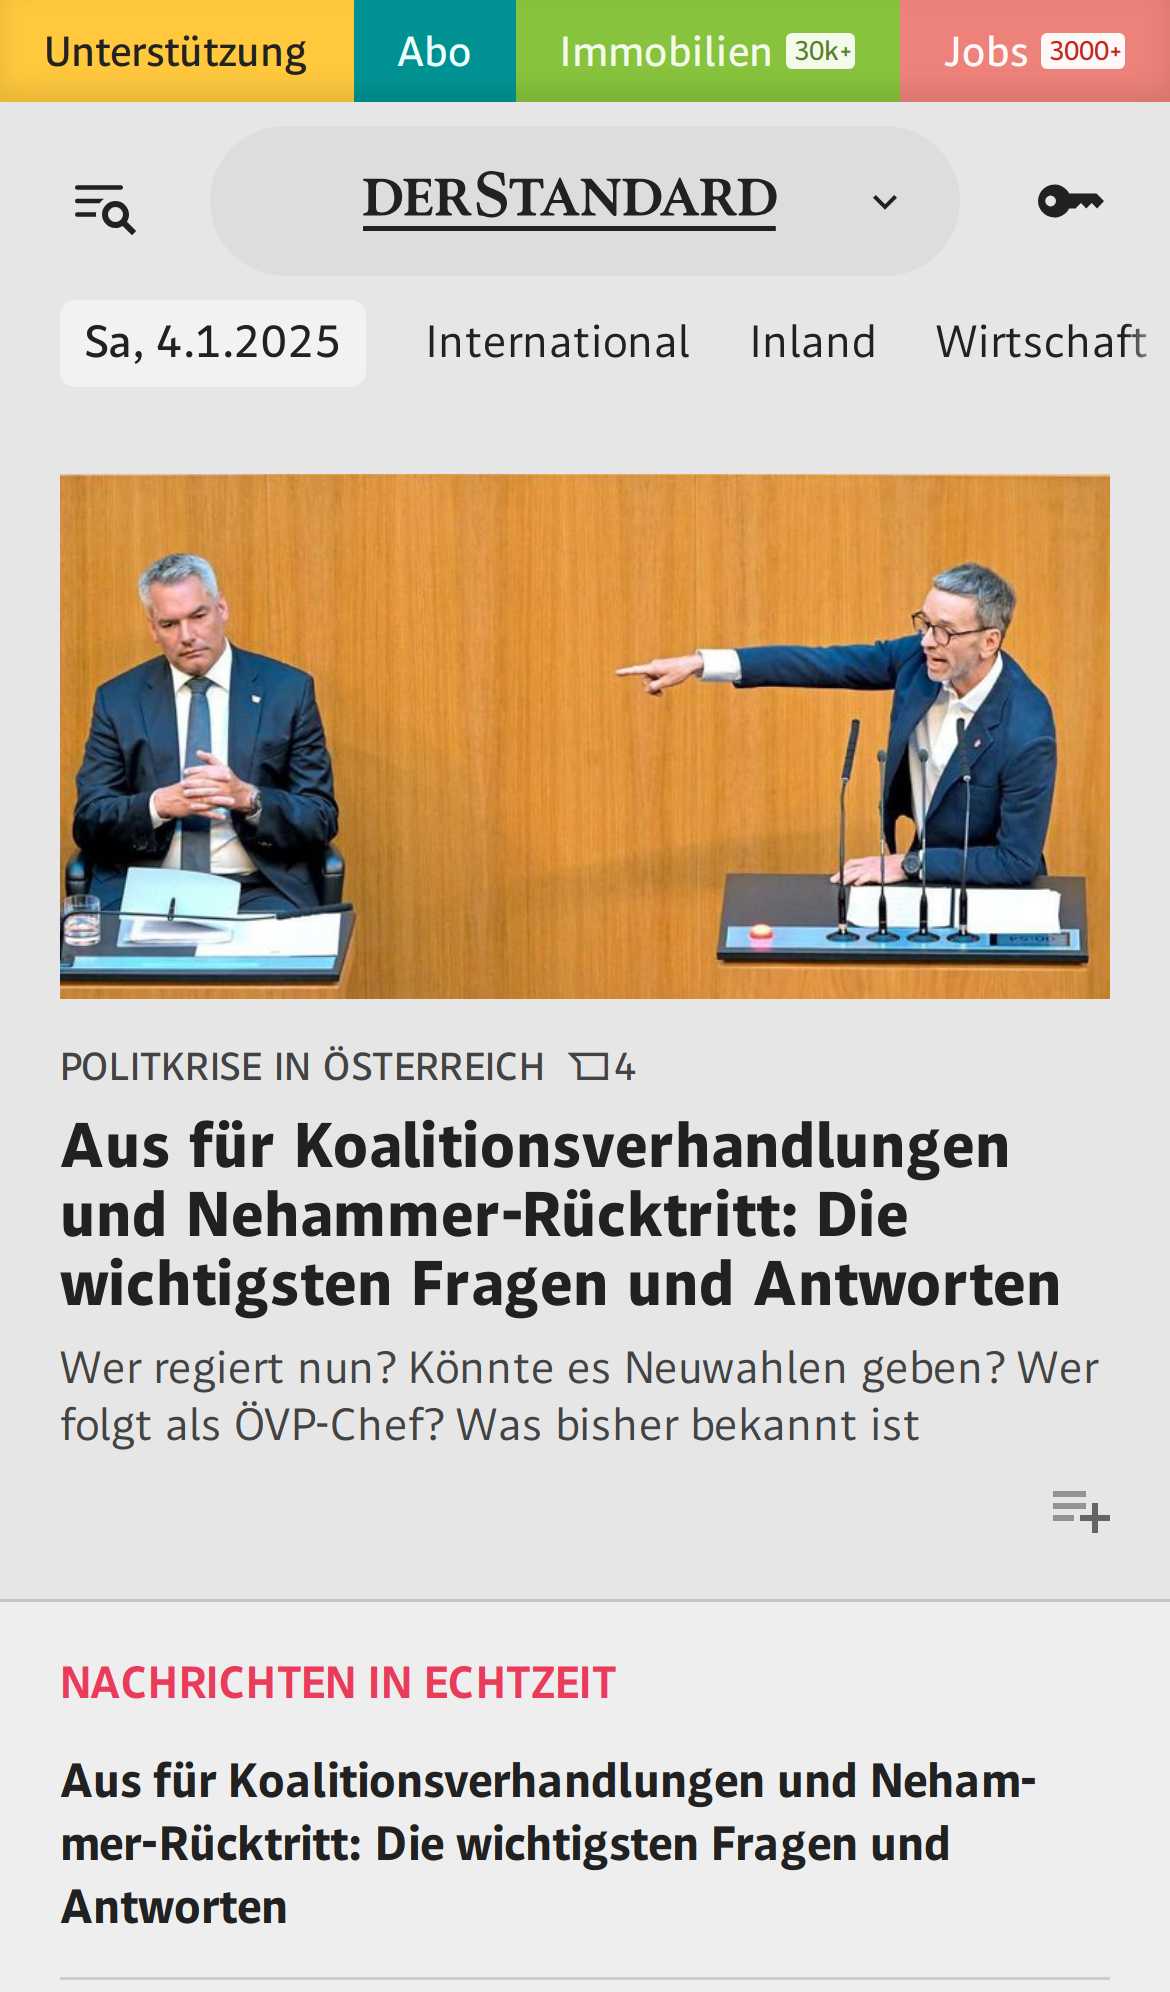 Unterstützung Abo Immobilien 30k+ Jobs 3000+
DERSTANDARD
Sa, 4.1.2025 International Inland Wirtschaft
POLITKRISE IN ÖSTERREICH 4
Aus für Koalitionsverhandlungen
und Nehammer-Rücktritt: Die
wichtigsten Fragen und Antworten
Wer regiert nun? Könnte es Neuwahlen geben? Wer
folgt als ÖVP-Chef? Was bisher bekannt ist
NACHRICHTEN IN ECHTZEIT
Aus für Koalitionsverhandlungen und Neham-
mer-Rücktritt: Die wichtigsten Fragen und
Antworten